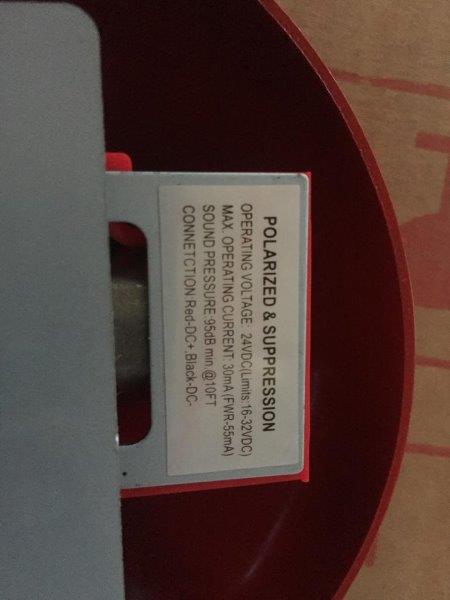 POLARIZED & SUPPRESSION
OPERATING VOLTAGE: 24VDC(Limits:16-32VDC)
MAX. OPERATING CURRENT: 30mA (FWR-55mA)
SOUND PRESSURE:95dB min.@10FT
CONNETCTION Red-DC+,Black-DC-